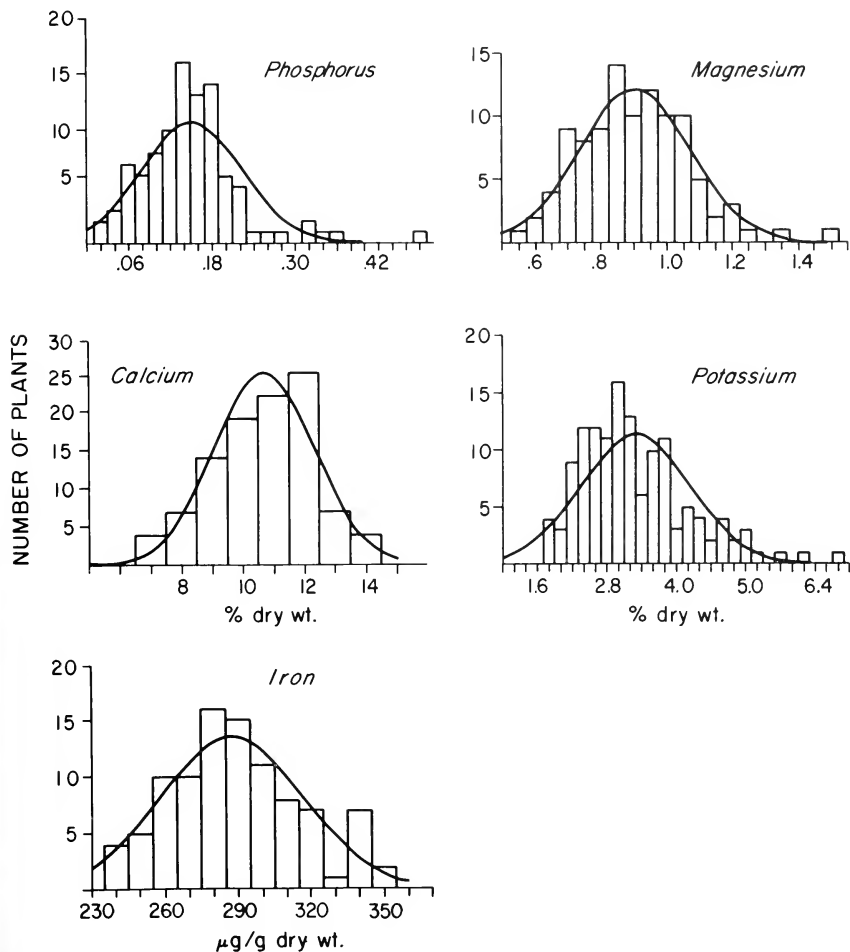 20
15
10
5
Phosphorus
.06 .18 .30 .42
15
10
5
Magnesium
.6 .8 1.0 1.2 1.4
NUMBER OF PLANTS
30
25
20
15
10
5
Calcium
8 10 12 14
% dry wt.
20
15
10
5
Potassium
1.6 2.8 4.0 5.0 6.4
% dry wt.
20
15
10
5
Iron
230 260 290 320 350
µg/g dry wt.